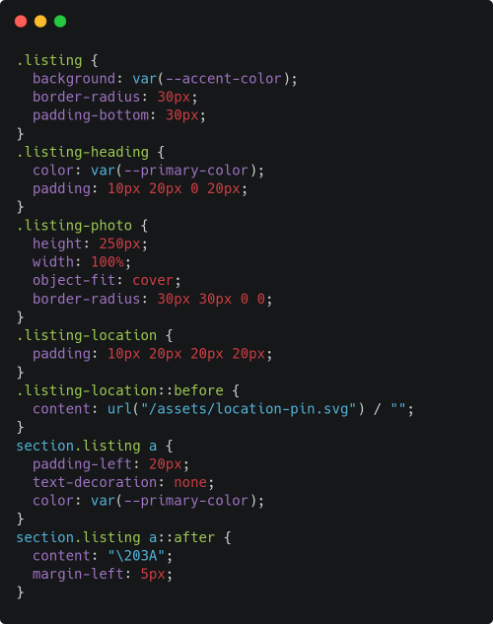 .listing {
  background: var(--accent-color);
  border-radius: 30px;
  padding-bottom: 30px;
}
.listing-heading {
  color: var(--primary-color);
  padding: 10px 20px 0 20px;
}
.listing-photo {
  height: 250px;
  width: 100%;
  object-fit: cover;
  border-radius: 30px 30px 0 0;
}
.listing-location {
  padding: 10px 20px 20px 20px;
}
.listing-location::before {
  content: url("/assets/location-pin.svg") / "";
}
section.listing a {
  padding-left: 20px;
  text-decoration: none;
  color: var(--primary-color);
}
section.listing a::after {
  content: "\203A";
  margin-left: 5px;
}